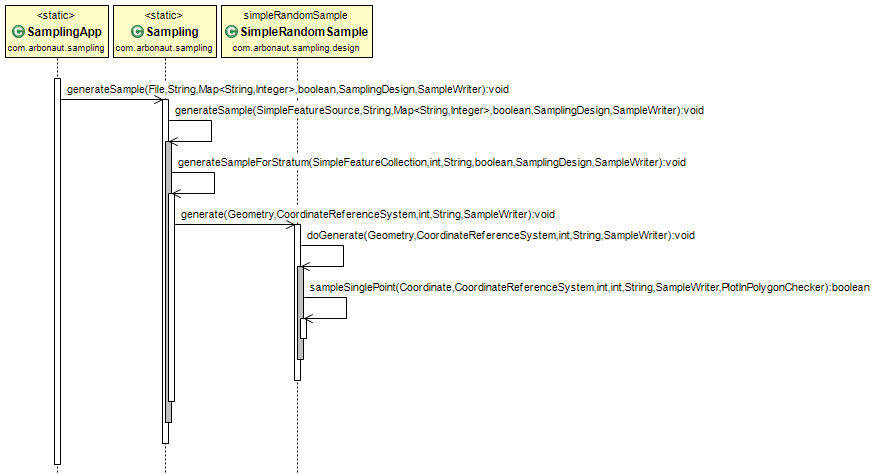 <static>
SamplingApp
com.arbonaut.sampling
<static>
Sampling
com.arbonaut.sampling
simpleRandomSample
SimpleRandomSample
com.arbonaut.sampling.design
generateSample(File,String,Map<String,Integer>,boolean,SamplingDesign,SampleWriter):void
generateSample(SimpleFeatureSource,String,Map<String,Integer>,boolean,SamplingDesign,SampleWriter):void
generateSampleForStratum(SimpleFeatureCollection,int,String,boolean,SamplingDesign,SampleWriter):void
generate(Geometry,CoordinateReferenceSystem,int,String,SampleWriter):void
doGenerate(Geometry,CoordinateReferenceSystem,int,String,SampleWriter):void
sampleSinglePoint(Coordinate,CoordinateReferenceSystem,int,int,String,SampleWriter,PlotInPolygonChecker):boolean